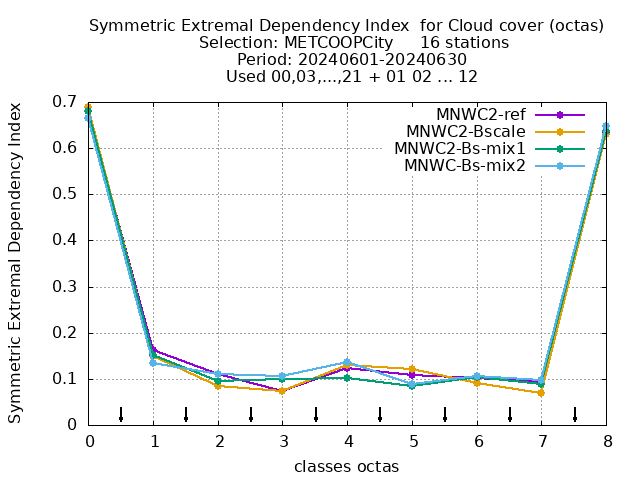 Symmetric Extremal Dependency Index  for Cloud cover (octas)
Selection: METCOOPCity     16 stations
Period: 20240601-20240630
Used 00,03,...,21 + 01 02 ... 12
Symmetric Extremal Dependency Index
0.7
0.6
0.5
0.4
0.3
0.2
0.1
0
MNWC2-ref
MNWC2-Bscale
MNWC2-Bs-mix1
MNWC-Bs-mix2
0 1 2 3 4 5 6 7 8
classes octas